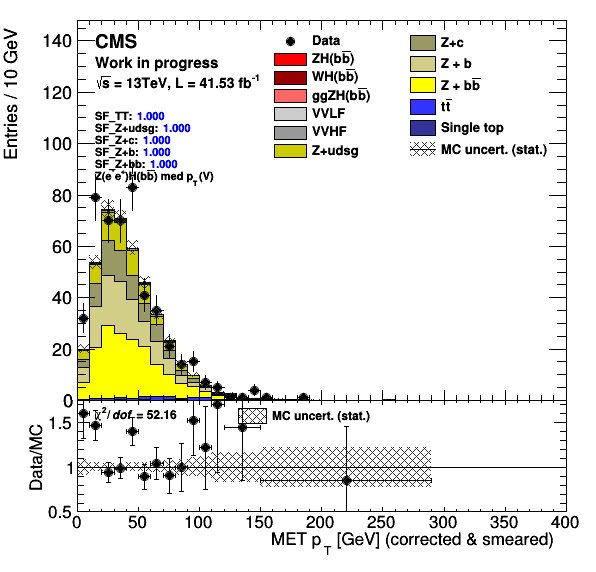 CMS
Work in progress
√s = 13TeV, L = 41.53 fb⁻¹
SF_TT: 1.000
SF_Z+udsg: 1.000
SF_Z+c: 1.000
SF_Z+b: 1.000
SF_Z+bb: 1.000
Z(e⁻e⁺)H(bb̅) med p_T(V)
Data
ZH(bb̅)
WH(bb̅)
ggZH(bb̅)
VVLF
VVHF
Z+udsg
Z+c
Z + b
Z + bb̅
tt̅
Single top
MC uncert. (stat.)
Entries / 10 GeV
140
120
100
80
60
40
20
0
χ²/dof = 52.16
MC uncert. (stat.)
Data/MC
1.5
1
0.5
0 50 100 150 200 250 300 350 400
MET p_T [GeV] (corrected & smeared)